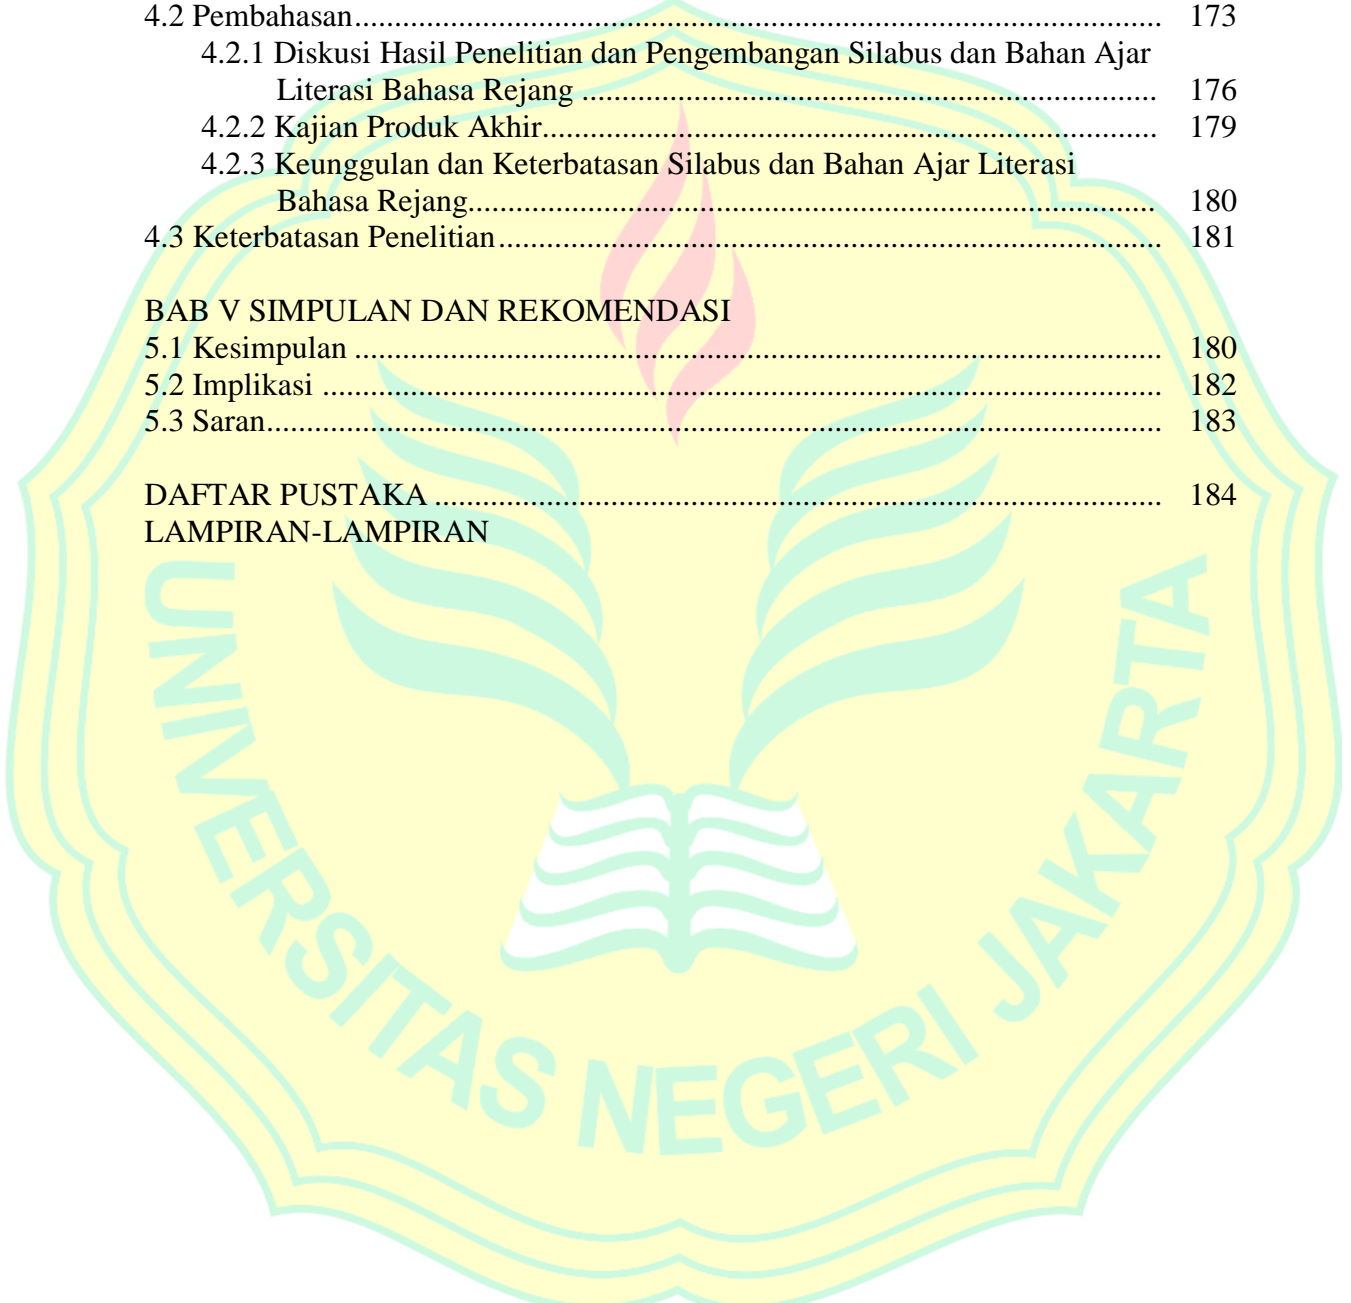 4.2 Pembahasan..................................................................................................... 173
4.2.1 Diskusi Hasil Penelitian dan Pengembangan Silabus dan Bahan Ajar
Literasi Bahasa Rejang ........................................................................ 176
4.2.2 Kajian Produk Akhir............................................................................. 179
4.2.3 Keunggulan dan Keterbatasan Silabus dan Bahan Ajar Literasi
Bahasa Rejang...................................................................................... 180
4.3 Keterbatasan Penelitian................................................................................... 181
BAB V SIMPULAN DAN REKOMENDASI
5.1 Kesimpulan ..................................................................................................... 180
5.2 Implikasi ......................................................................................................... 182
5.3 Saran................................................................................................................ 183
DAFTAR PUSTAKA ........................................................................................... 184
LAMPIRAN-LAMPIRAN
UNIVERSITAS NEGERI JAKARTA